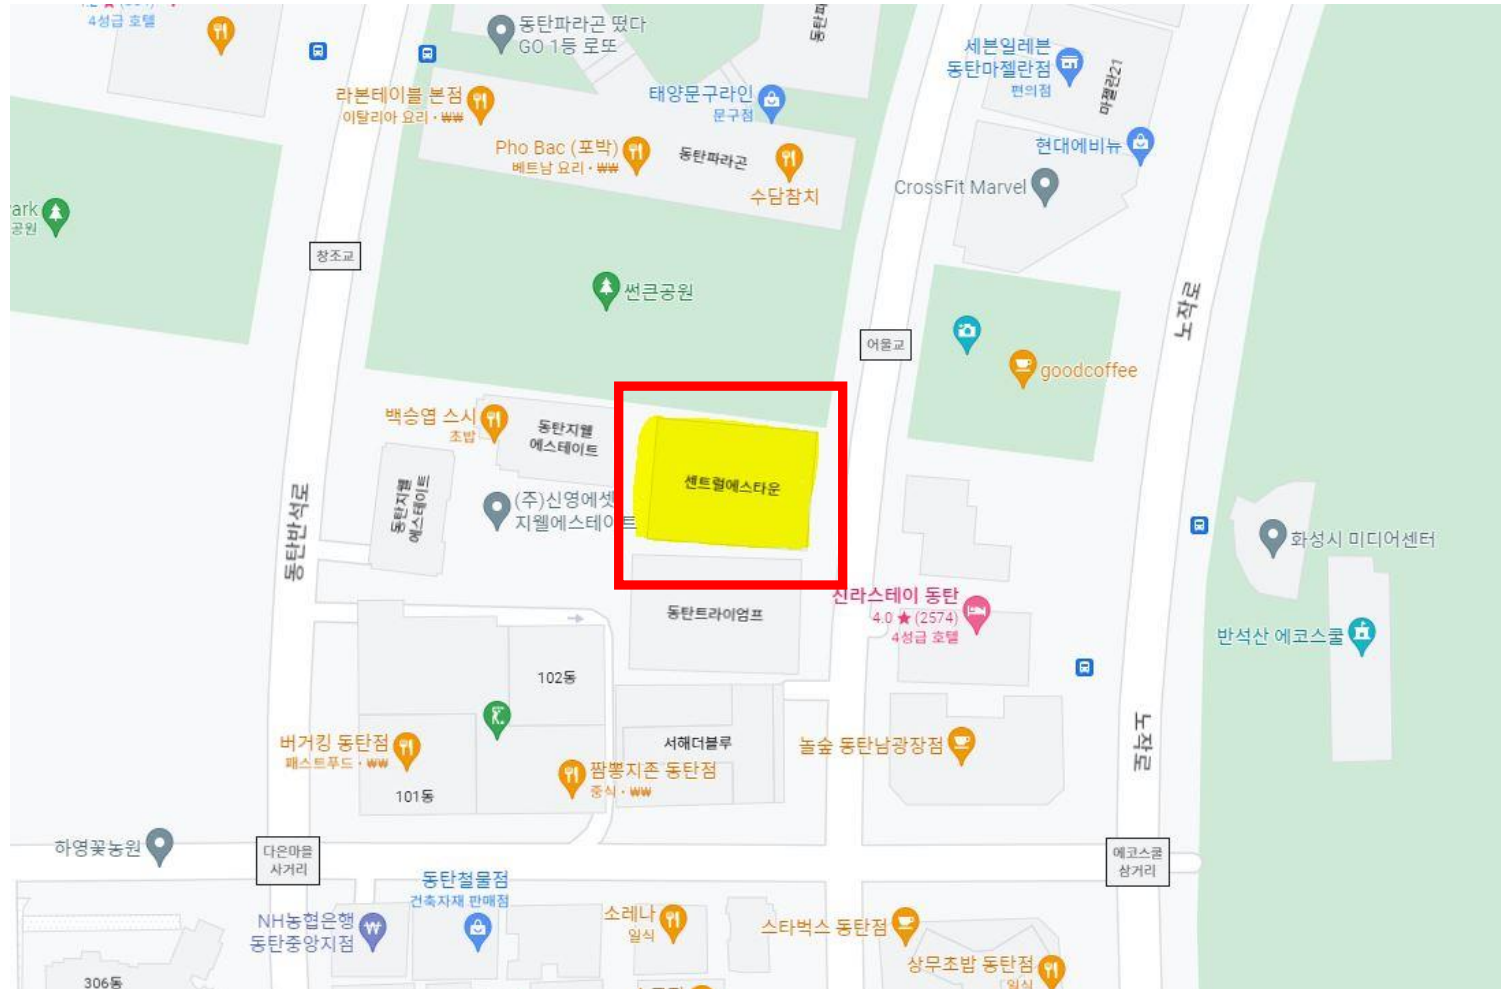 4성급 호텔
동탄파라곤 떴다
GO 1등 로또
세븐일레븐
동탄마젤란점
편의점
마젤란21
라본테이블 본점
이탈리아 요리 · ₩₩
태양문구라인
문구점
Pho Bac (포박)
베트남 요리 · ₩₩
동탄파라곤
수담참치
현대에비뉴
CrossFit Marvel
ark
공원
창조교
썬큰공원
노작로
어울교
goodcoffee
백승엽 스시
초밥
동탄지웰
에스테이트
센트럴에스타운
동탄지웰
에스테이트
(주)신영에셋
지웰에스테이트
동탄반석로
화성시 미디어센터
동탄트라이엄프
신라스테이 동탄
4.0 ★ (2574)
4성급 호텔
반석산 에코스쿨
102동
버거킹 동탄점
패스트푸드 · ₩₩
서해더블루
놀숲 동탄남광장점
노작로
짬뽕지존 동탄점
중식 · ₩₩
101동
하영꽃농원
다은마을
사거리
에코스쿨
삼거리
동탄철물점
건축자재 판매점
NH농협은행
동탄중앙지점
소레나
일식
스타벅스 동탄점
상무초밥 동탄점
일식
306동